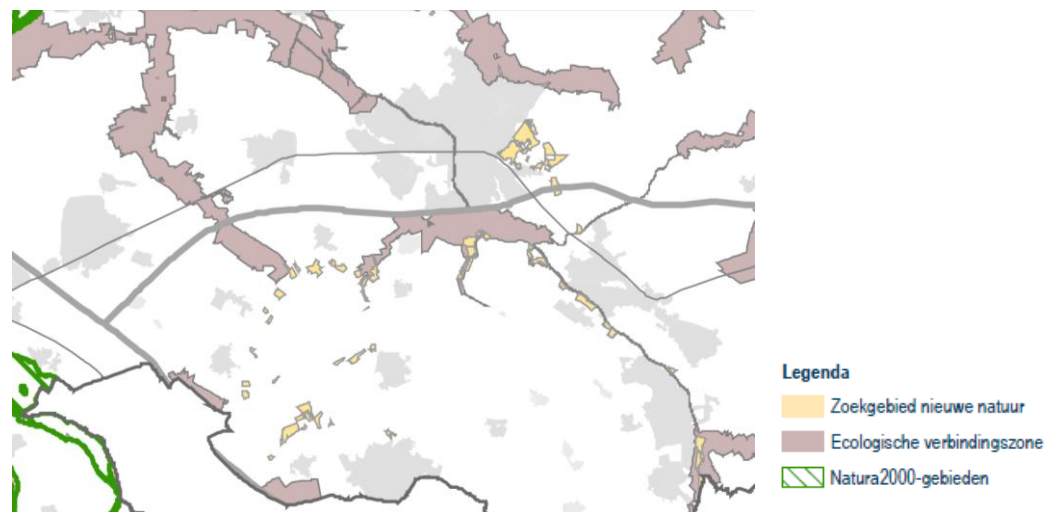 Legenda
Zoekgebied nieuwe natuur
Ecologische verbindingszone
Natura2000-gebieden